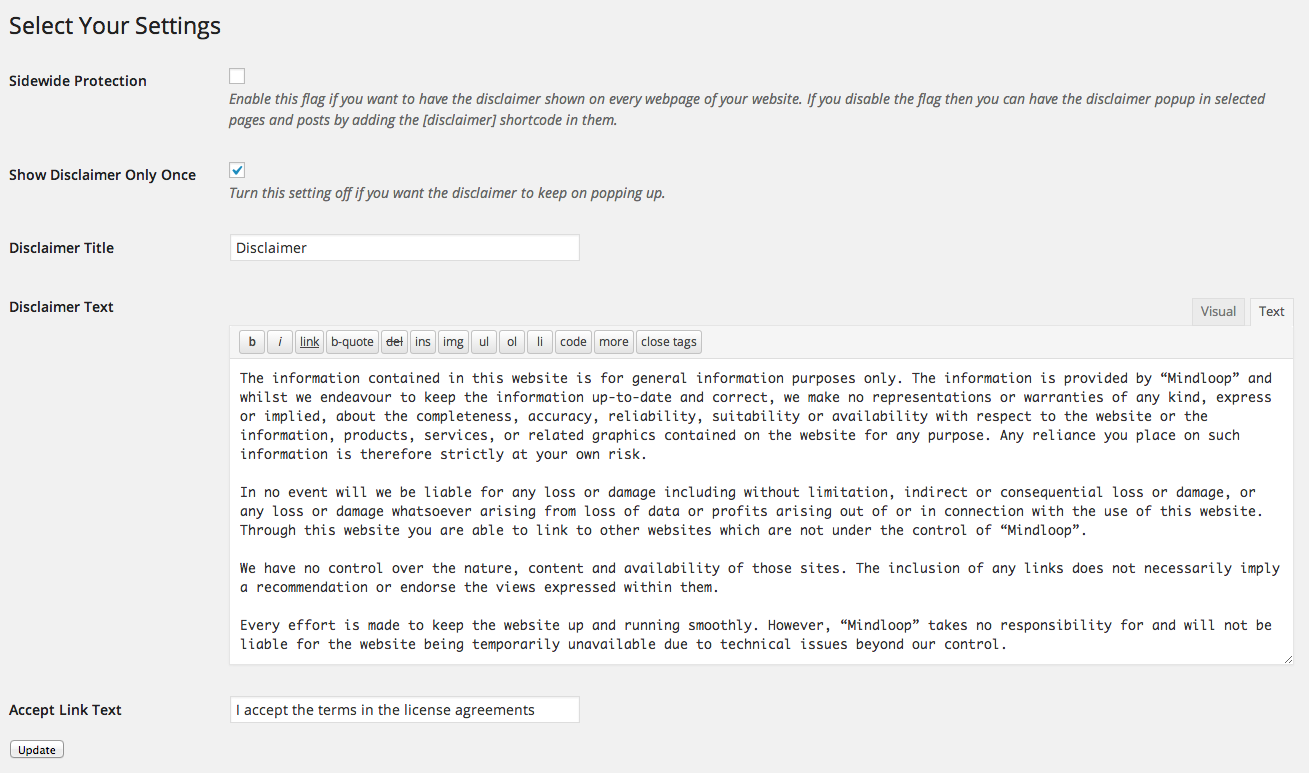 Select Your Settings
Sidewide Protection
Enable this flag if you want to have the disclaimer shown on every webpage of your website. If you disable the flag then you can have the disclaimer popup in selected
pages and posts by adding the [disclaimer] shortcode in them.
Show Disclaimer Only Once
Turn this setting off if you want the disclaimer to keep on popping up.
Disclaimer Title
Disclaimer
Disclaimer Text
Visual Text
b i link b-quote del ins img ul ol li code more close tags
The information contained in this website is for general information purposes only. The information is provided by “Mindloop” and
whilst we endeavour to keep the information up-to-date and correct, we make no representations or warranties of any kind, express
or implied, about the completeness, accuracy, reliability, suitability or availability with respect to the website or the
information, products, services, or related graphics contained on the website for any purpose. Any reliance you place on such
information is therefore strictly at your own risk.
In no event will we be liable for any loss or damage including without limitation, indirect or consequential loss or damage, or
any loss or damage whatsoever arising from loss of data or profits arising out of or in connection with the use of this website.
Through this website you are able to link to other websites which are not under the control of “Mindloop”.
We have no control over the nature, content and availability of those sites. The inclusion of any links does not necessarily imply
a recommendation or endorse the views expressed within them.
Every effort is made to keep the website up and running smoothly. However, “Mindloop” takes no responsibility for and will not be
liable for the website being temporarily unavailable due to technical issues beyond our control.
Accept Link Text
I accept the terms in the license agreements
Update